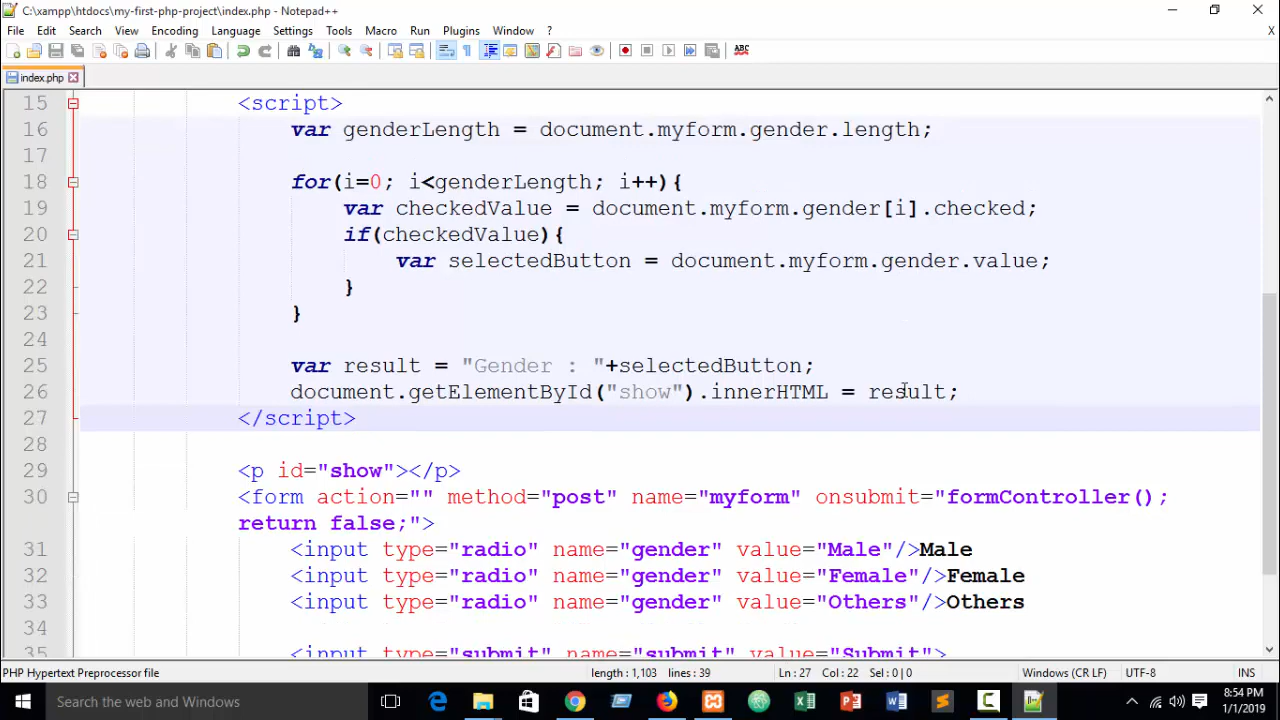 C:\xampp\htdocs\my-first-php-project\index.php - Notepad++
File Edit Search View Encoding Language Settings Tools Macro Run Plugins Window ?
X
ABC
index.php
15 <script>
16 var genderLength = document.myform.gender.length;
17
18 for(i=0; i<genderLength; i++){
19 var checkedValue = document.myform.gender[i].checked;
20 if(checkedValue){
21 var selectedButton = document.myform.gender.value;
22 }
23 }
24
25 var result = "Gender : "+selectedButton;
26 document.getElementById("show").innerHTML = result;
27 </script>
28
29 <p id="show"></p>
30 <form action="" method="post" name="myform" onsubmit="formController();
return false;">
31 <input type="radio" name="gender" value="Male"/>Male
32 <input type="radio" name="gender" value="Female"/>Female
33 <input type="radio" name="gender" value="Others"/>Others
34
35 <input type="submit" name="submit" value="Submit">
PHP Hypertext Preprocessor file length : 1,103 lines : 39 Ln : 27 Col : 22 Sel : 0 | 0 Windows (CR LF) UTF-8 INS
Search the web and Windows
8:54 PM
1/1/2019